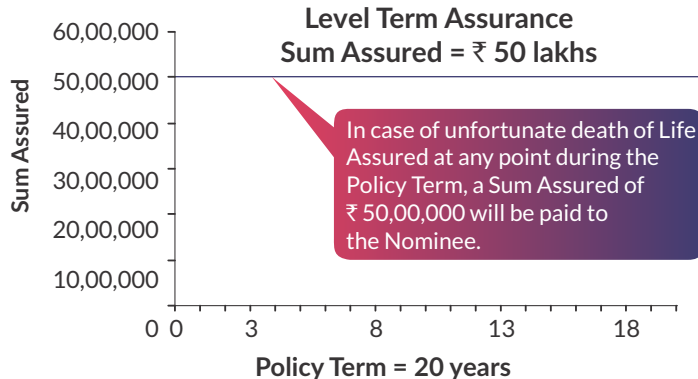 Level Term Assurance
Sum Assured = ₹ 50 lakhs
Sum Assured
60,00,000
50,00,000
40,00,000
30,00,000
20,00,000
10,00,000
0
In case of unfortunate death of Life
Assured at any point during the
Policy Term, a Sum Assured of
₹ 50,00,000 will be paid to
the Nominee.
0 3 8 13 18
Policy Term = 20 years